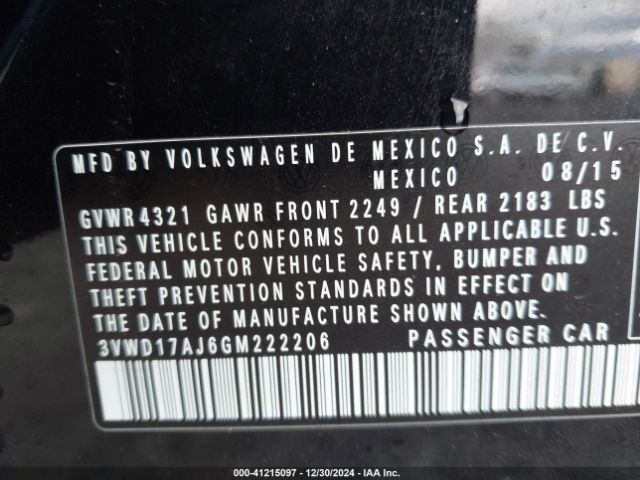 MFD BY VOLKSWAGEN DE MEXICO S.A. DE C.V.
MEXICO 08/15
GVWR 4321 GAWR FRONT 2249 / REAR 2183 LBS
THIS VEHICLE CONFORMS TO ALL APPLICABLE U.S.
FEDERAL MOTOR VEHICLE SAFETY, BUMPER AND
THEFT PREVENTION STANDARDS IN EFFECT ON
THE DATE OF MANUFACTURE SHOWN ABOVE.
3VWD17AJ6GM222206 PASSENGER CAR
000-41215097 - 12/30/2024 - IAAI.COM